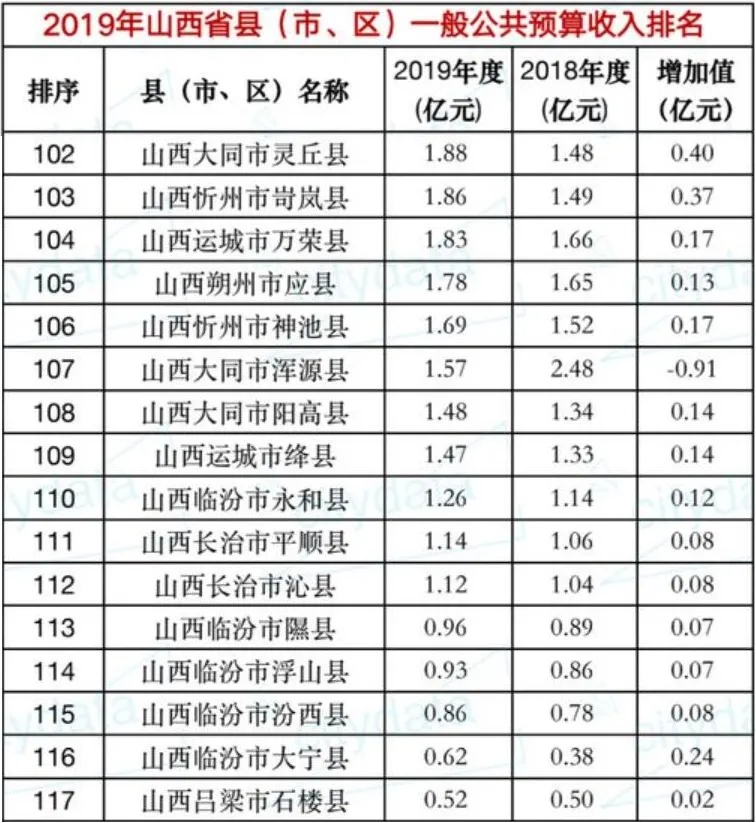 2019年山西省县（市、区）一般公共预算收入排名
排序 县（市、区）名称 2019年度(亿元) 2018年度(亿元) 增加值(亿元)
102 山西大同市灵丘县 1.88 1.48 0.40
103 山西忻州市岢岚县 1.86 1.49 0.37
104 山西运城市万荣县 1.83 1.66 0.17
105 山西朔州市应县 1.78 1.65 0.13
106 山西忻州市神池县 1.69 1.52 0.17
107 山西大同市浑源县 1.57 2.48 -0.91
108 山西大同市阳高县 1.48 1.34 0.14
109 山西运城市绛县 1.47 1.33 0.14
110 山西临汾市永和县 1.26 1.14 0.12
111 山西长治市平顺县 1.14 1.06 0.08
112 山西长治市沁县 1.12 1.04 0.08
113 山西临汾市隰县 0.96 0.89 0.07
114 山西临汾市浮山县 0.93 0.86 0.07
115 山西临汾市汾西县 0.86 0.78 0.08
116 山西临汾市大宁县 0.62 0.38 0.24
117 山西吕梁市石楼县 0.52 0.50 0.02
citydata